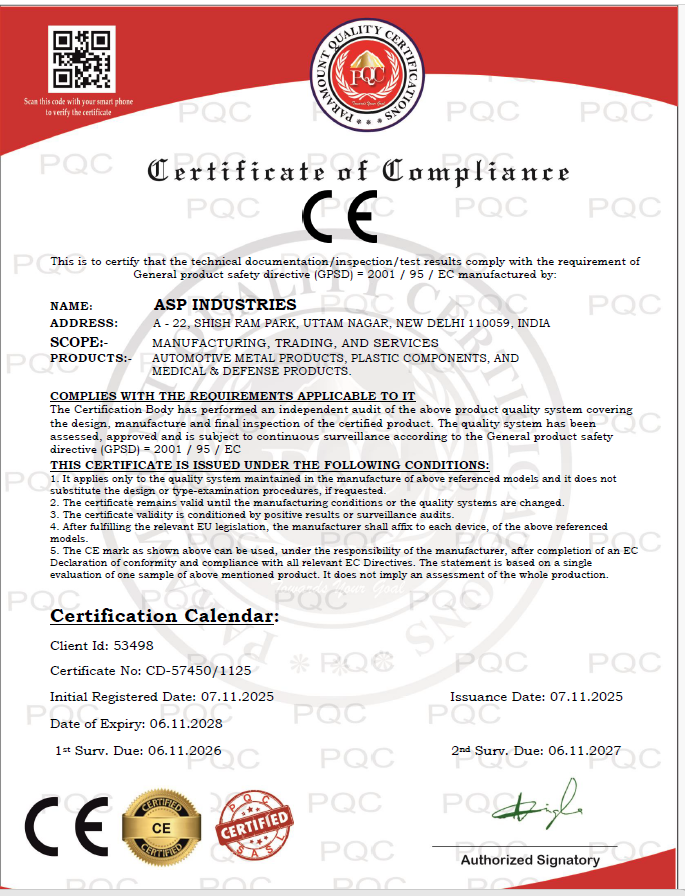 Scan this code with your smart phone
to verify the certificate
PARAMOUNT QUALITY CERTIFICATIONS
PQC
Towards Your Goal
Certificate of Compliance
CE
This is to certify that the technical documentation/inspection/test results comply with the requirement of
General product safety directive (GPSD) = 2001 / 95 / EC manufactured by:
NAME: ASP INDUSTRIES
ADDRESS: A - 22, SHISH RAM PARK, UTTAM NAGAR, NEW DELHI 110059, INDIA
SCOPE:- MANUFACTURING, TRADING, AND SERVICES
PRODUCTS:- AUTOMOTIVE METAL PRODUCTS, PLASTIC COMPONENTS, AND
MEDICAL & DEFENSE PRODUCTS.
COMPLIES WITH THE REQUIREMENTS APPLICABLE TO IT
The Certification Body has performed an independent audit of the above product quality system covering
the design, manufacture and final inspection of the certified product. The quality system has been
assessed, approved and is subject to continuous surveillance according to the General product safety
directive (GPSD) = 2001 / 95 / EC
THIS CERTIFICATE IS ISSUED UNDER THE FOLLOWING CONDITIONS:
1. It applies only to the quality system maintained in the manufacture of above referenced models and it does not
substitute the design or type-examination procedures, if requested.
2. The certificate remains valid until the manufacturing conditions or the quality systems are changed.
3. The certificate validity is conditioned by positive results or surveillance audits.
4. After fulfilling the relevant EU legislation, the manufacturer shall affix to each device, of the above referenced
models.
5. The CE mark as shown above can be used, under the responsibility of the manufacturer, after completion of an EC
Declaration of conformity and compliance with all relevant EC Directives. The statement is based on a single
evaluation of one sample of above mentioned product. It does not imply an assessment of the whole production.
Certification Calendar:
Client Id: 53498
Certificate No: CD-57450/1125
Initial Registered Date: 07.11.2025 Issuance Date: 07.11.2025
Date of Expiry: 06.11.2028
1st Surv. Due: 06.11.2026 2nd Surv. Due: 06.11.2027
CE
CERTIFIED
CE
CERTIFIED
PQC
CERTIFIED
SASL
Authorized Signatory